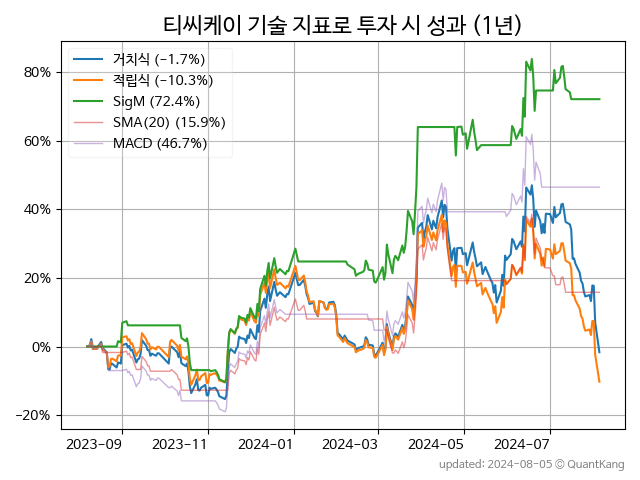 티씨케이 기술 지표로 투자 시 성과 (1년)
거치식 (−1.7%)
적립식 (−10.3%)
SigM (72.4%)
SMA(20) (15.9%)
MACD (46.7%)
80%
60%
40%
20%
0%
−20%
2023-09 2023-11 2024-01 2024-03 2024-05 2024-07
updated: 2024-08-05 © QuantKang